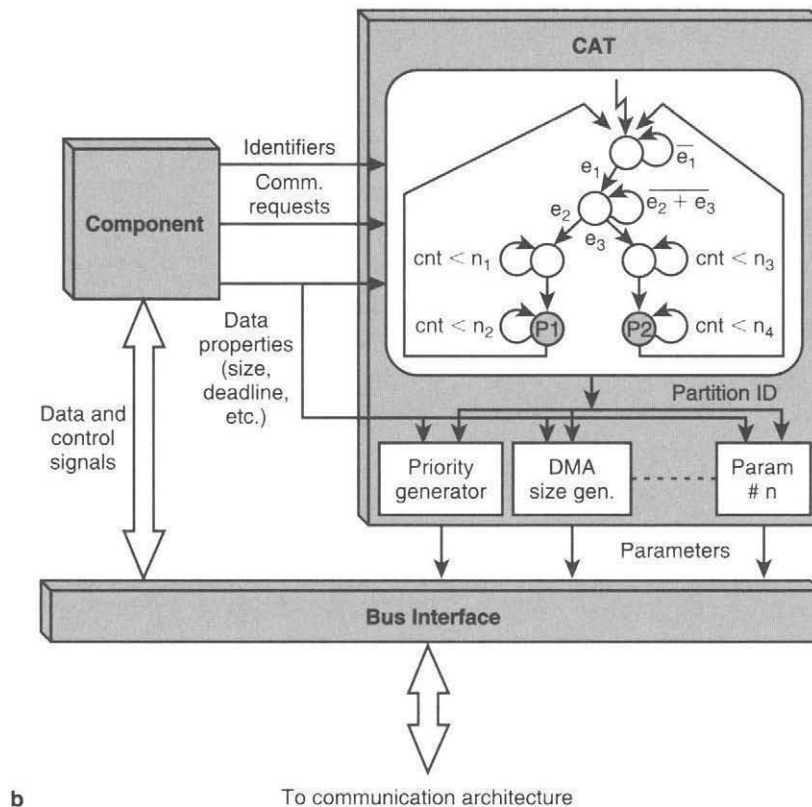 CAT
Identifiers
Comm.
requests
Component
e₁
e̅₁
e₂
e₃
e₂ + e₃
cnt < n₁
cnt < n₃
cnt < n₂
P1
P2
cnt < n₄
Data
properties
(size,
deadline,
etc.)
Data and
control
signals
Partition ID
Priority
generator
DMA
size gen.
Param
# n
Parameters
Bus Interface
b
To communication architecture